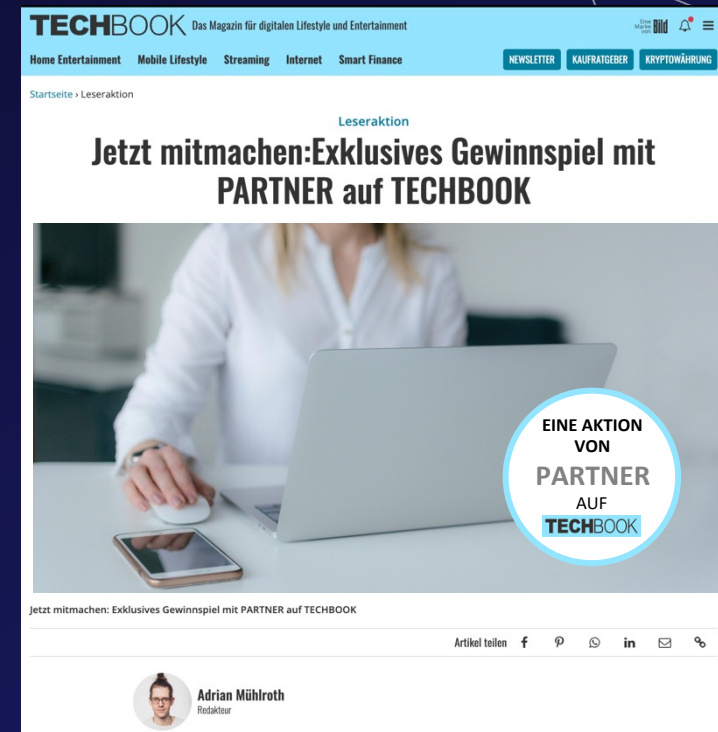 TECHBOOK Das Magazin für digitalen Lifestyle und Entertainment
Eine Marke von Bild
Home Entertainment Mobile Lifestyle Streaming Internet Smart Finance NEWSLETTER KAUFRATGEBER KRYPTOWÄHRUNG
Startseite › Leseraktion
Leseraktion
Jetzt mitmachen:Exklusives Gewinnspiel mit
PARTNER auf TECHBOOK
EINE AKTION
VON
PARTNER
AUF
TECHBOOK
Jetzt mitmachen: Exklusives Gewinnspiel mit PARTNER auf TECHBOOK
Artikel teilen
Adrian Mühlroth
Redakteur